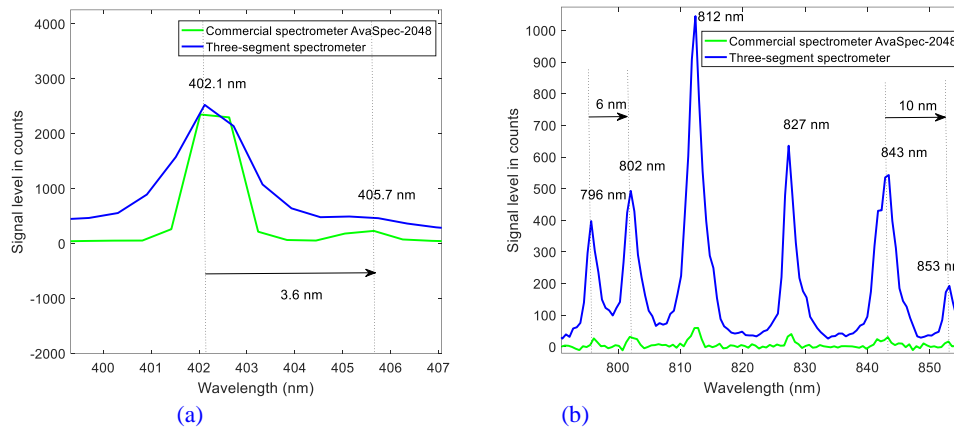 4000
3000
2000
1000
0
-1000
-2000
Signal level in counts
400
401
402
403
404
405
406
407
Wavelength (nm)
Commercial spectrometer AvaSpec-2048
Three-segment spectrometer
402.1 nm
405.7 nm
3.6 nm
(a)
1000
900
800
700
600
500
400
300
200
100
0
Signal level in counts
800
810
820
830
840
850
Wavelength (nm)
812 nm
Commercial spectrometer AvaSpec-2048
Three-segment spectrometer
6 nm
10 nm
796 nm
802 nm
827 nm
843 nm
853 nm
(b)